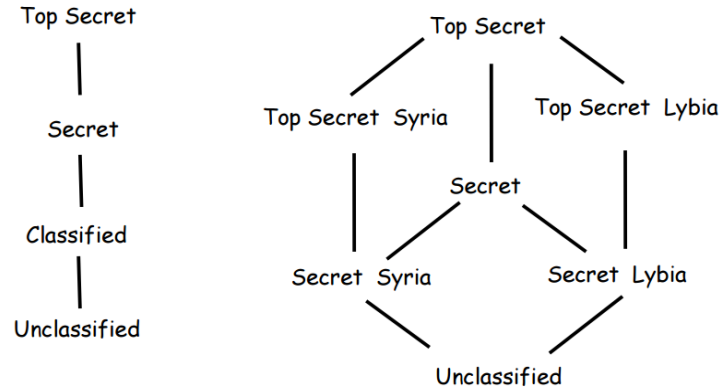 Top Secret
Secret
Classified
Unclassified
Top Secret
Top Secret Syria
Top Secret Lybia
Secret
Secret Syria
Secret Lybia
Unclassified